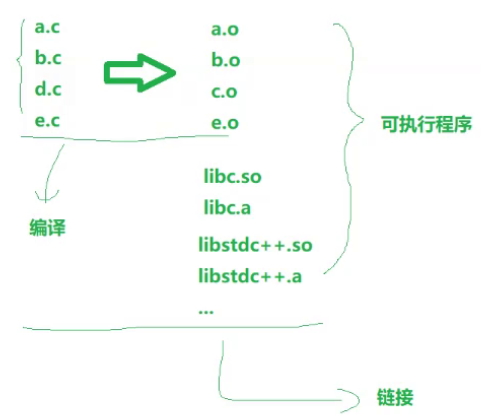 a.c
b.c
d.c
e.c
a.o
b.o
c.o
e.o
可执行程序
libc.so
libc.a
libstdc++.so
libstdc++.a
...
编译
链接